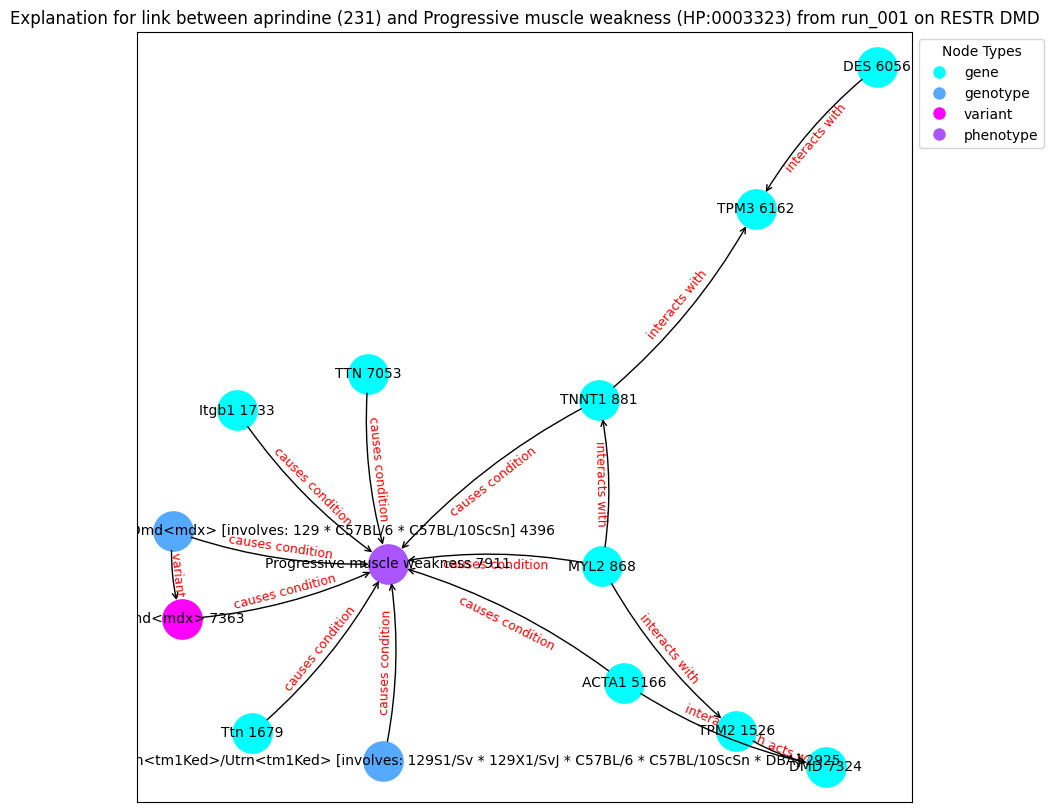 Explanation for link between aprindine (231) and Progressive muscle weakness (HP:0003323) from run_001 on RESTR DMD
Node Types
gene
genotype
variant
phenotype
DES 6056
interacts with
TPM3 6162
interacts with
TTN 7053
TNNT1 881
Itgb1 1733
causes condition
causes condition
causes condition
interacts with
Dmd<mdx> [involves: 129 * C57BL/6 * C57BL/10ScSn] 4396
causes condition
Progressive muscle weakness 7911
causes condition
MYL2 868
variant
causes condition
md<mdx> 7363
causes condition
causes condition
causes condition
interacts with
ACTA1 5166
Ttn 1679
TPM2 1526
n<tm1Ked>/Utrn<tm1Ked> [involves: 129S1/Sv * 129X1/SvJ * C57BL/6 * C57BL/10ScSn * DBA] 2925
DMD 7324